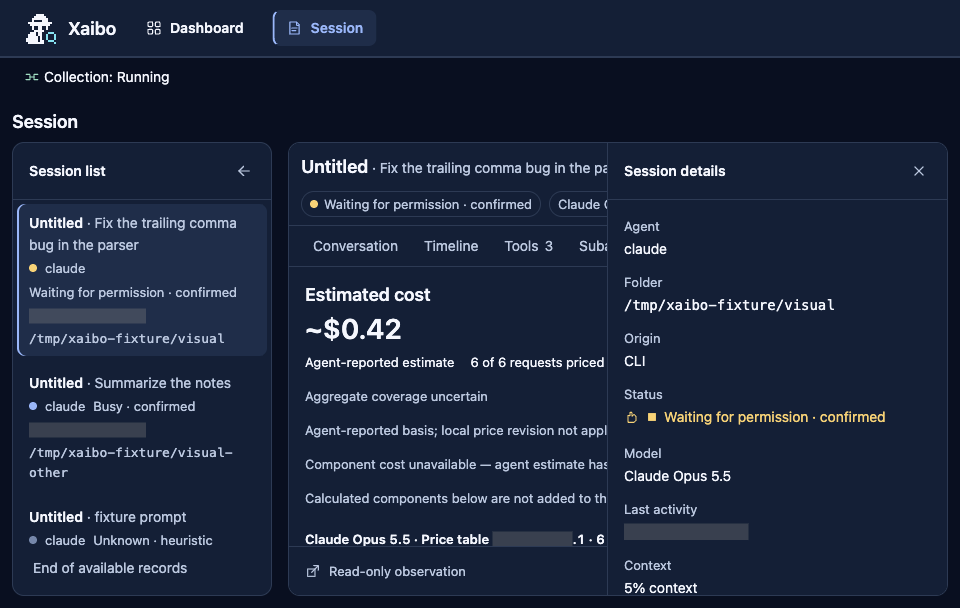 Xaibo
Dashboard
Session
Collection: Running
Session
Session list
Untitled · Fix the trailing comma
bug in the parser
claude
Waiting for permission · confirmed
/tmp/xaibo-fixture/visual
Untitled · Summarize the notes
claude Busy · confirmed
/tmp/xaibo-fixture/visual-
other
Untitled · fixture prompt
claude Unknown · heuristic
End of available records
Untitled · Fix the trailing comma bug in the pa
Waiting for permission · confirmed
Claude
Conversation
Timeline
Tools 3
Suba
Estimated cost
~$0.42
Agent-reported estimate 6 of 6 requests priced
Aggregate coverage uncertain
Agent-reported basis; local price revision not appl
Component cost unavailable — agent estimate has
Calculated components below are not added to th
Claude Opus 5.5 · Price table .1 · 6
Read-only observation
Session details
Agent
claude
Folder
/tmp/xaibo-fixture/visual
Origin
CLI
Status
Waiting for permission · confirmed
Model
Claude Opus 5.5
Last activity
Context
5% context